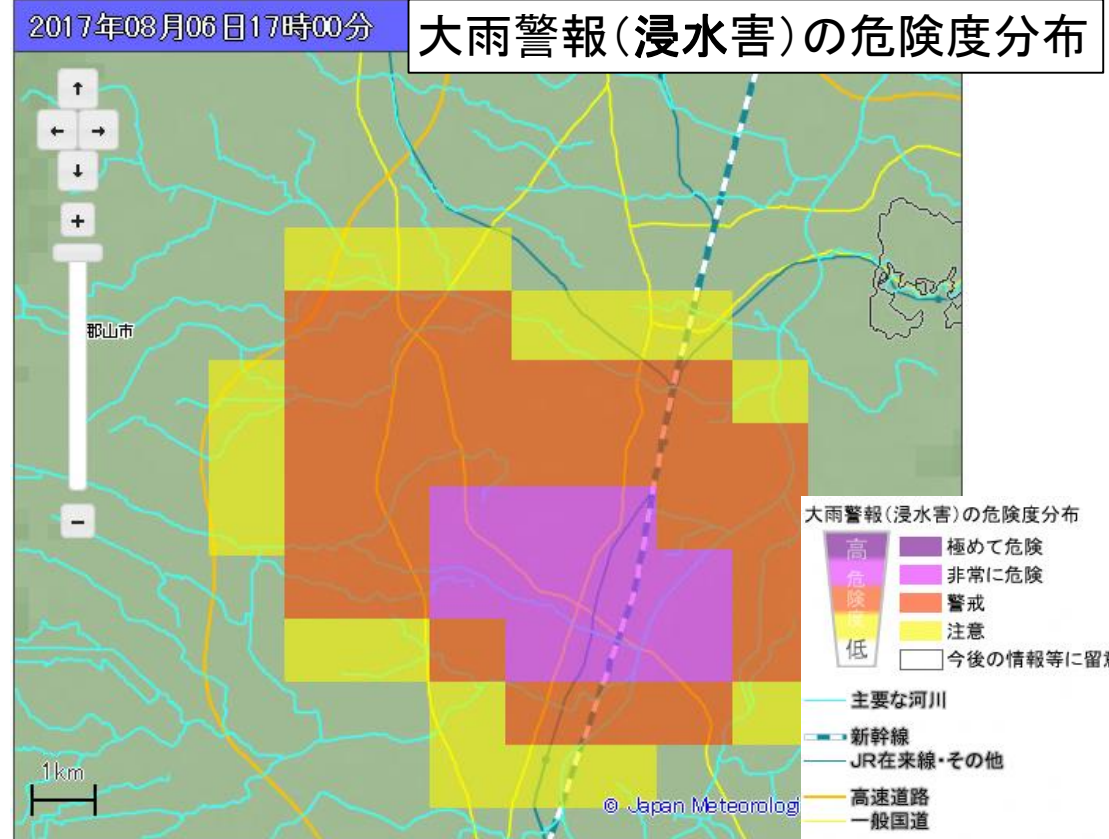 2017年08月06日17時00分
大雨警報(浸水害)の危険度分布
↑
← →
↓
+
郡山市
−
1km
© Japan Meteorologi
大雨警報(浸水害)の危険度分布
高
危
険
度
低
極めて危険
非常に危険
警戒
注意
今後の情報等に留意
主要な河川
新幹線
JR在来線・その他
高速道路
一般国道